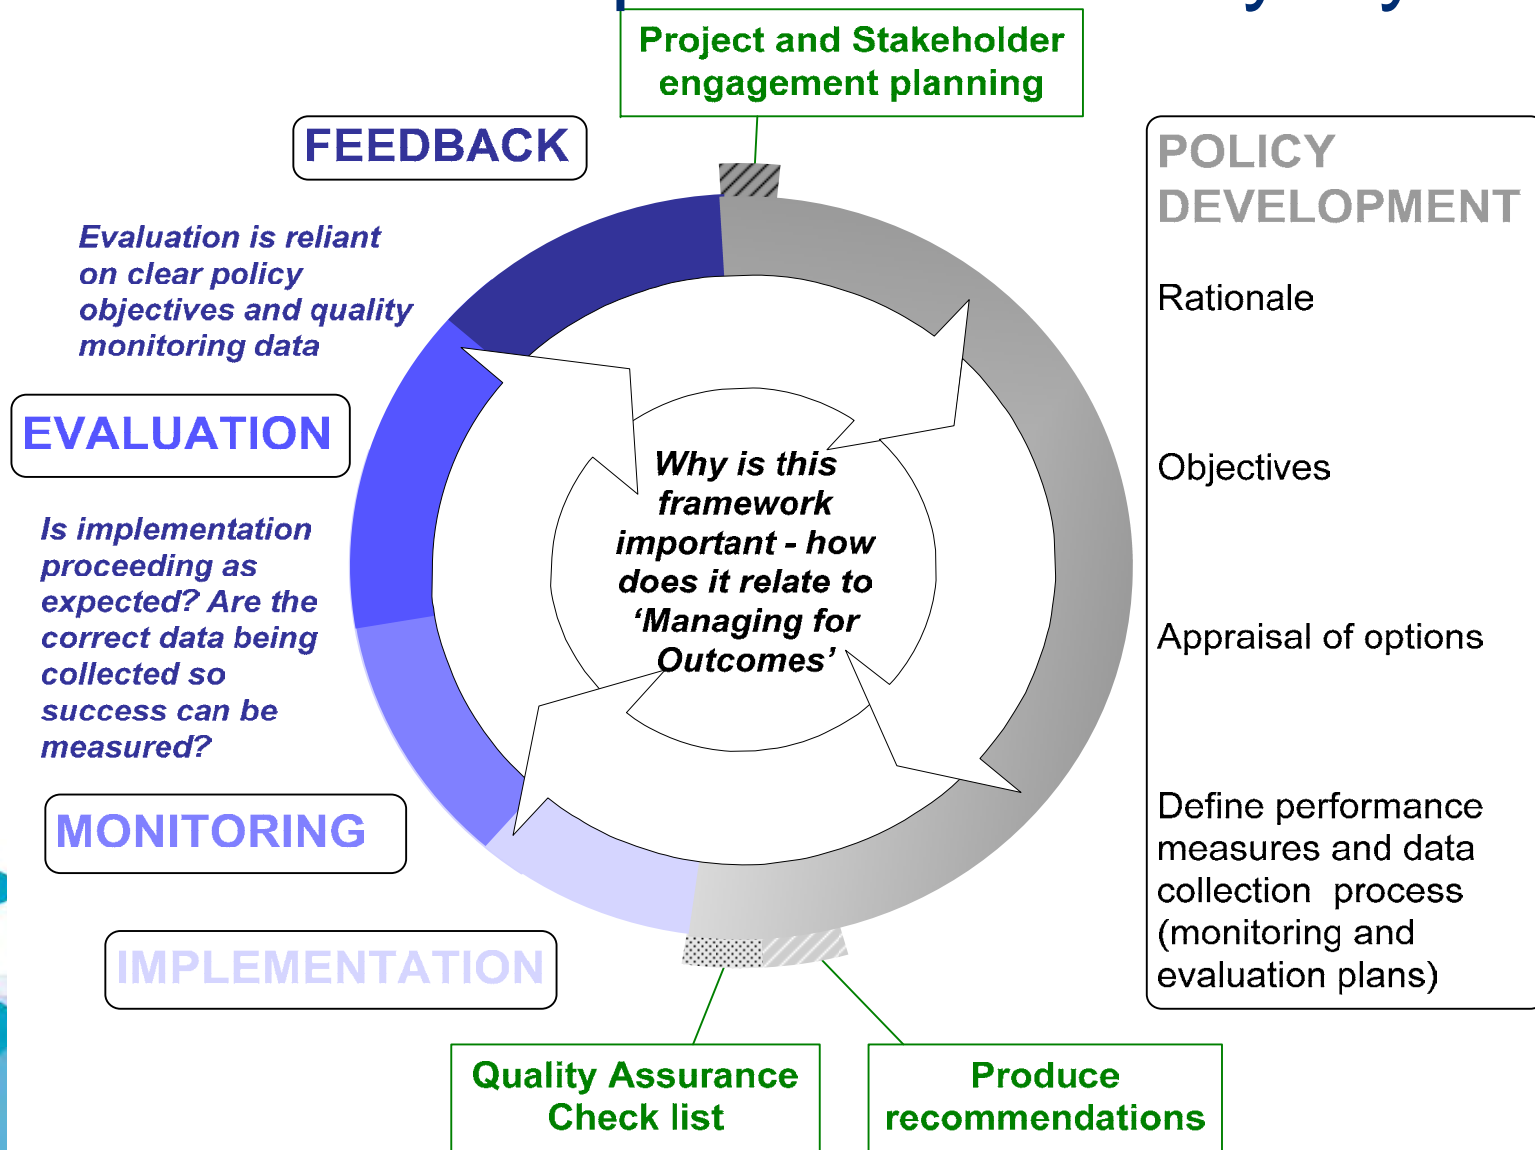 Project and Stakeholder
engagement planning
FEEDBACK
POLICY
DEVELOPMENT
Evaluation is reliant
on clear policy
objectives and quality
monitoring data
Rationale
EVALUATION
Why is this
framework
important - how
does it relate to
‘Managing for
Outcomes’
Objectives
Is implementation
proceeding as
expected? Are the
correct data being
collected so
success can be
measured?
Appraisal of options
MONITORING
Define performance
measures and data
collection process
(monitoring and
evaluation plans)
IMPLEMENTATION
Quality Assurance
Check list
Produce
recommendations